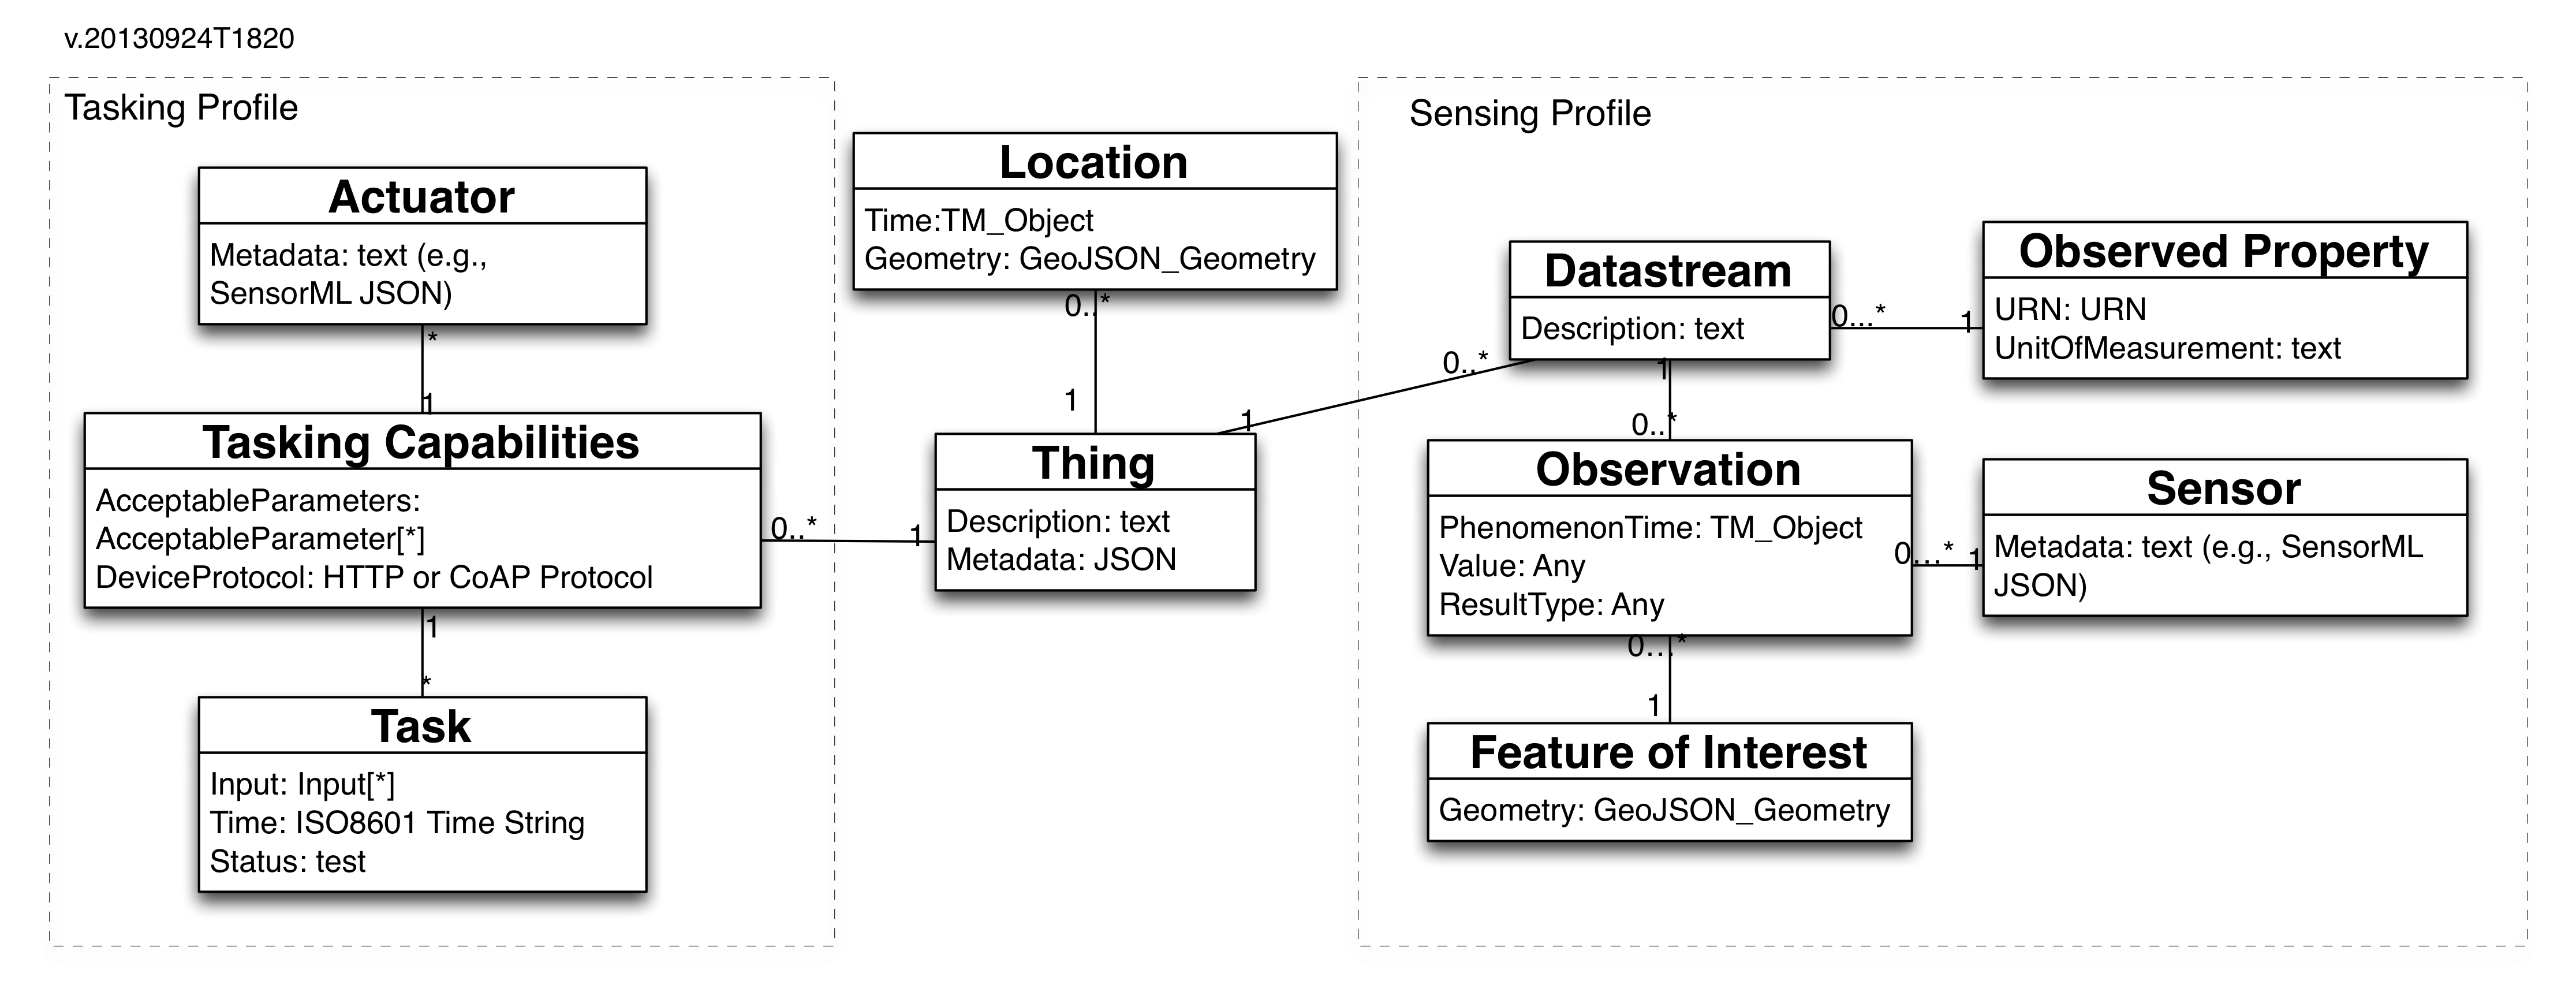 v.20130924T1820
Tasking Profile
Actuator
Metadata: text (e.g.,
SensorML JSON)
*
1
Tasking Capabilities
AcceptableParameters:
AcceptableParameter[*]
DeviceProtocol: HTTP or CoAP Protocol
0..*
1
1
*
Task
Input: Input[*]
Time: ISO8601 Time String
Status: test
Location
Time:TM_Object
Geometry: GeoJSON_Geometry
0..*
1
Thing
Description: text
Metadata: JSON
1
0..*
Sensing Profile
Datastream
Description: text
0...*
1
Observed Property
URN: URN
UnitOfMeasurement: text
1
0..*
Observation
PhenomenonTime: TM_Object
Value: Any
ResultType: Any
0...*
1
Sensor
Metadata: text (e.g., SensorML
JSON)
0...*
1
Feature of Interest
Geometry: GeoJSON_Geometry